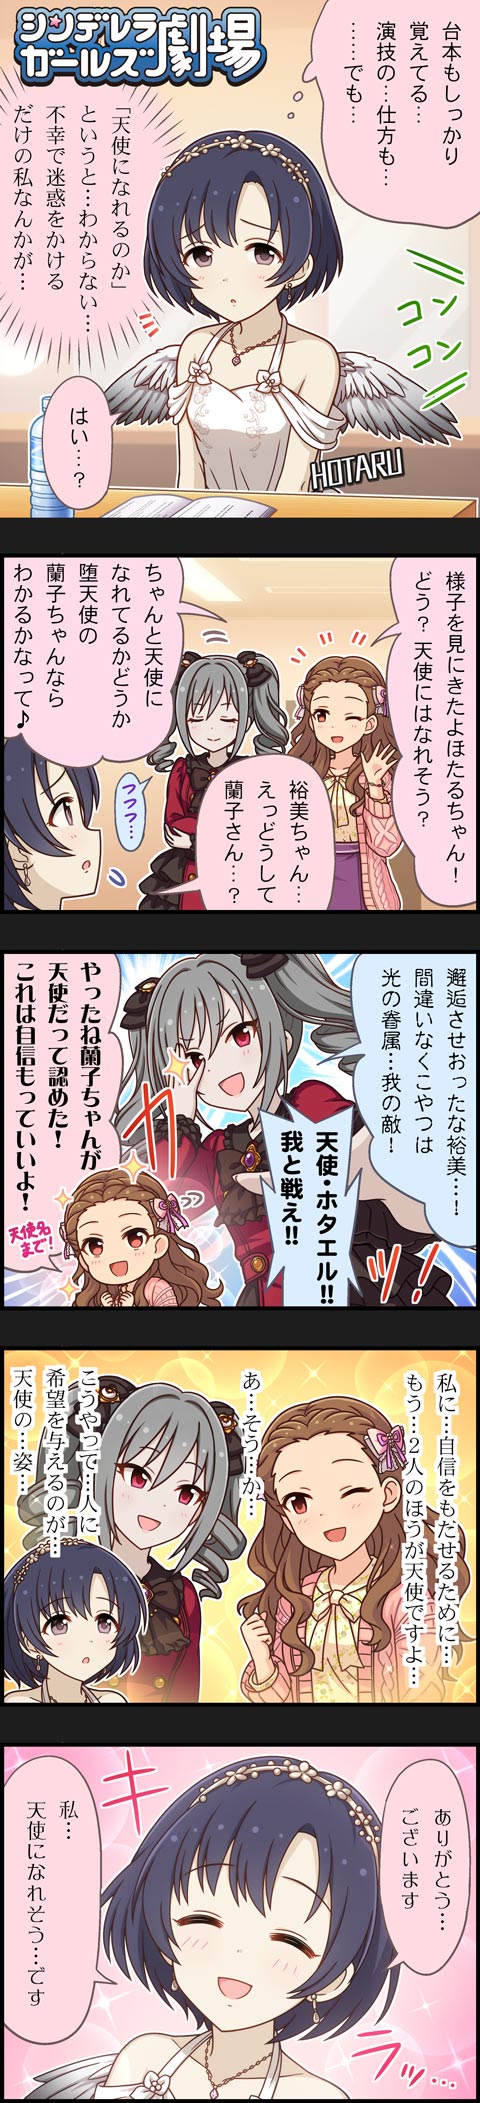 シンデレラ
ガールズ劇場
台本もしっかり
覚えてる…
演技の…仕方も…
……でも…
「天使になれるのか」
というと…わからない…
不幸で迷惑をかける
だけの私なんかが…
コンコン
はい…?
HOTARU
様子を見にきたよほたるちゃん!
どう?天使にはなれそう?
ちゃんと天使に
なれてるかどうか
堕天使の
蘭子ちゃんなら
わかるかなって♪
フフフ…
裕美ちゃん…
えっどうして
蘭子さん…?
邂逅させおったな裕美…!
間違いなくこやつは
光の眷属…我の敵!
カッ
天使・ホタエル!!
我と戦え!!
ッ!
やったね蘭子ちゃんが
天使だって認めた!
これは自信もっていいよ!
天使名
まで!
私に…自信をもたせるために…
もう…2人のほうが天使ですよ…
あ…そう…か…
こうやって…人に
希望を与えるのが…
天使の…姿…
ありがとう…
ございます
キ
ラッ…
私…
天使になれそう…です